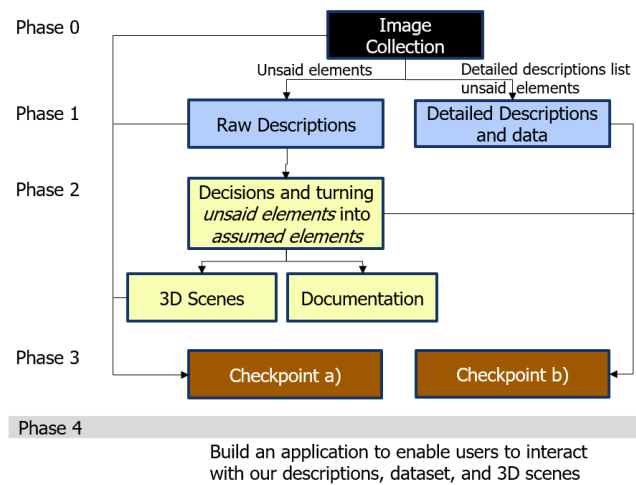 Phase 0
Image
Collection
Unsaid elements
Detailed descriptions list
unsaid elements
Phase 1
Raw Descriptions
Detailed Descriptions
and data
Phase 2
Decisions and turning
unsaid elements into
assumed elements
3D Scenes
Documentation
Phase 3
Checkpoint a)
Checkpoint b)
Phase 4
Build an application to enable users to interact
with our descriptions, dataset, and 3D scenes